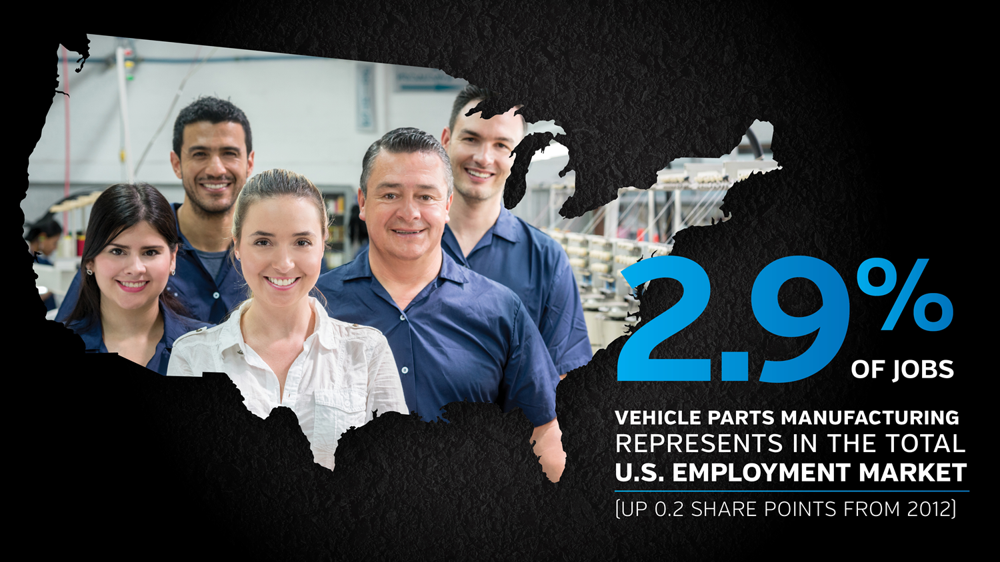 2.9%
OF JOBS
VEHICLE PARTS MANUFACTURING
REPRESENTS IN THE TOTAL
U.S. EMPLOYMENT MARKET
(UP 0.2 SHARE POINTS FROM 2012)